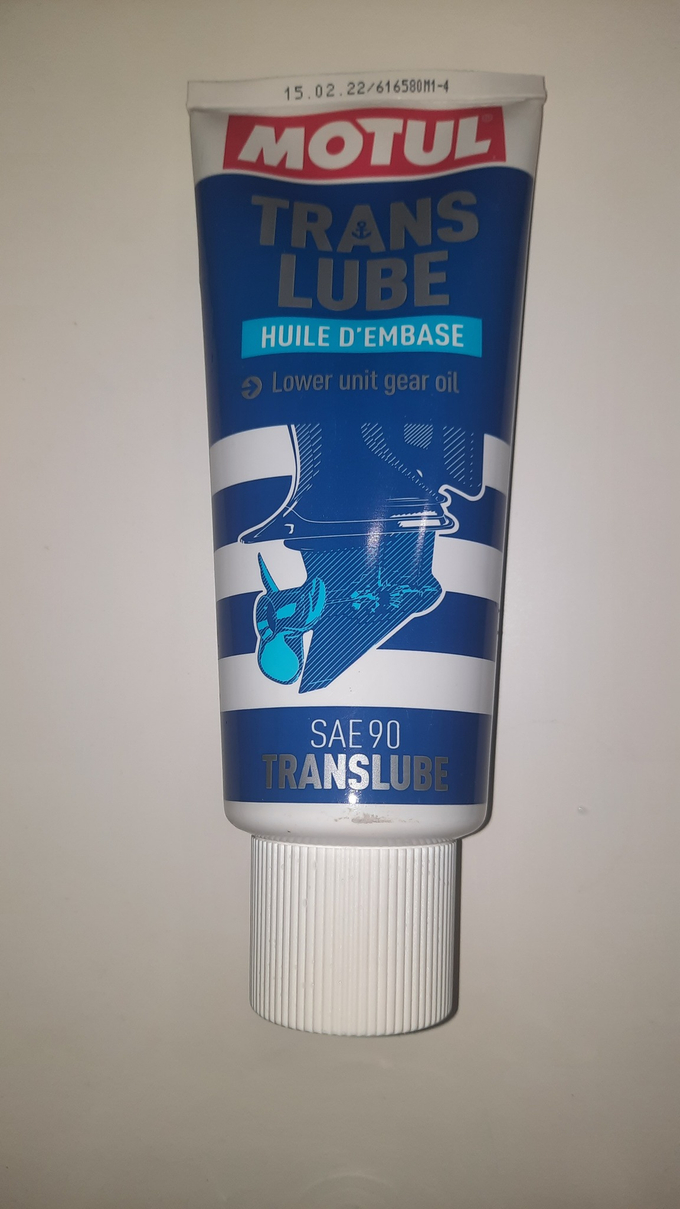 15.02.22/616580M1-4
MOTUL
TRANS
LUBE
HUILE D'EMBASE
Lower unit gear oil
SAE 90
TRANSLUBE